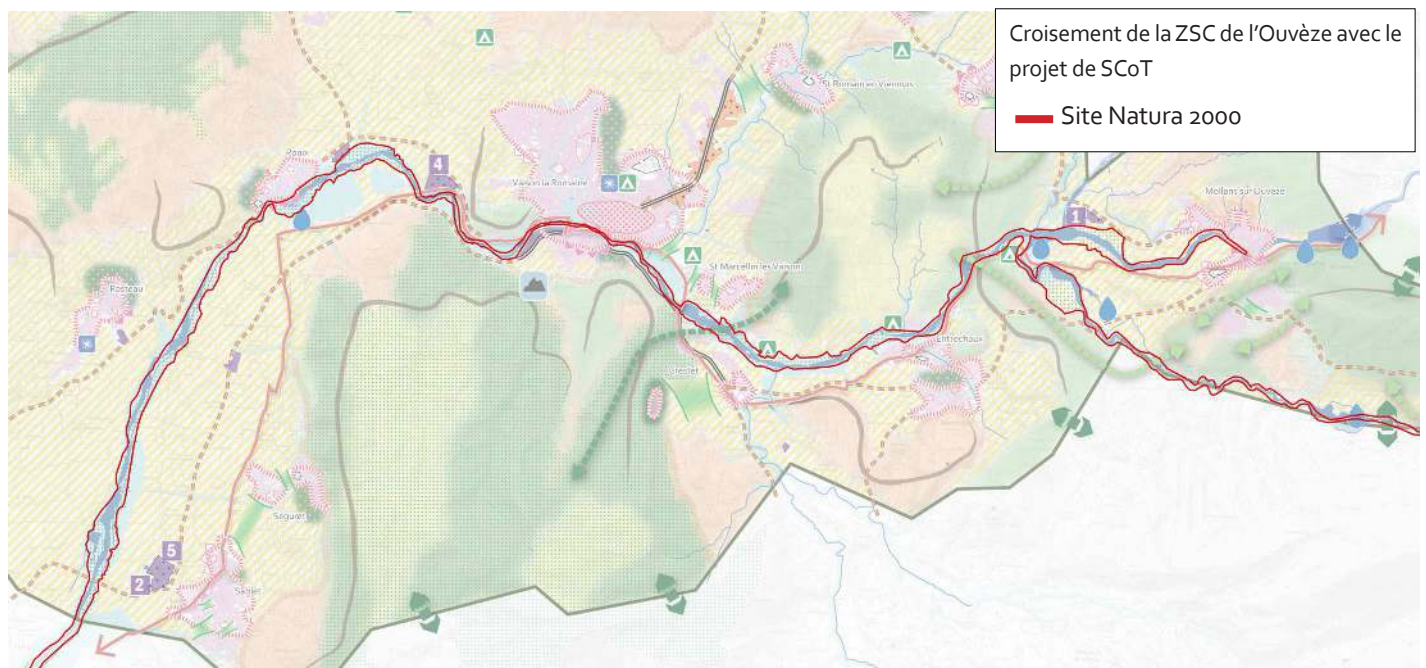 Croisement de la ZSC de l'Ouvèze avec le
projet de SCoT
Site Natura 2000
St Romain en Viennois
Mollans sur Ouvèze
1
4
Vaison la Romaine
St Marcellin les Vaison
Rasteau
Entrechaux
Crestet
Séguret
5
2
Sablet